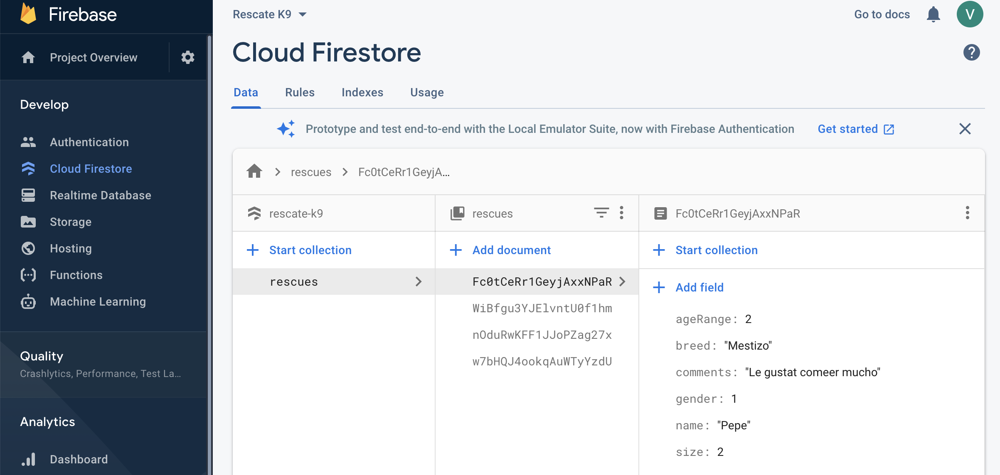 Firebase
Project Overview
Develop
Authentication
Cloud Firestore
Realtime Database
Storage
Hosting
Functions
Machine Learning
Quality
Crashlytics, Performance, Test La...
Analytics
Dashboard
Rescate K9
Go to docs
V
Cloud Firestore
?
Data Rules Indexes Usage
Prototype and test end-to-end with the Local Emulator Suite, now with Firebase Authentication Get started
rescues Fc0tCeRr1GeyjA...
rescate-k9
Start collection
rescues
rescues
Add document
Fc0tCeRr1GeyjAxxNPaR
WiBfgu3YJElvntU0f1hm
nOduRwKFF1JJoPZag27x
w7bHQJ4ookqAuWTyYzdU
Fc0tCeRr1GeyjAxxNPaR
Start collection
Add field
ageRange: 2
breed: "Mestizo"
comments: "Le gustat comeer mucho"
gender: 1
name: "Pepe"
size: 2